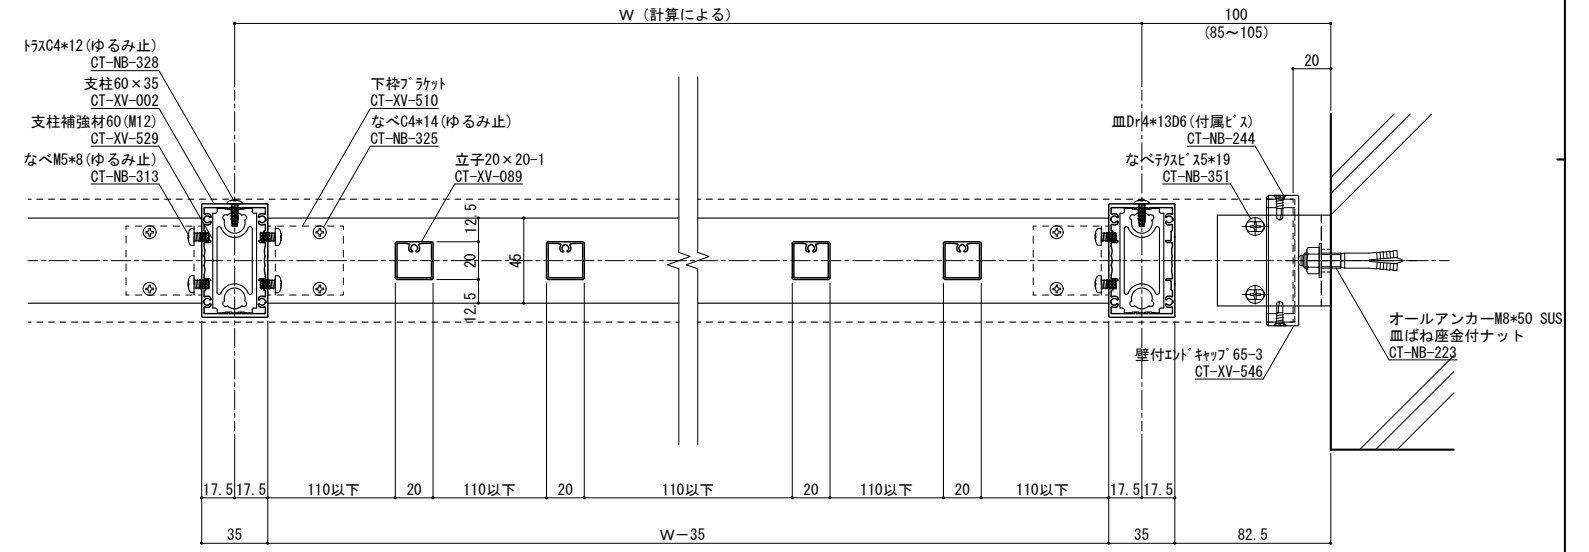 W (計算による)
100
(85～105)
20
ﾄﾗｽC4*12(ゆるみ止)
CT-NB-328
支柱60×35
CT-XV-002
支柱補強材60(M12)
CT-XV-529
なべM5*8(ゆるみ止)
CT-NB-313
下枠ﾌﾞﾗｹｯﾄ
CT-XV-510
なべC4*14(ゆるみ止)
CT-NB-325
立子20×20-1
CT-XV-089
皿Dr4*13D6(付属ﾋﾞｽ)
CT-NB-244
なべﾃｸｽﾋﾞｽ5*19
CT-NB-351
12.5
20
12.5
45
オールアンカーM8*50 SUS
皿ばね座金付ナット
CT-NB-223
壁付ｴﾝﾄﾞｷｬｯﾌﾟ65-3
CT-XV-546
17.5 17.5 110以下 20 110以下 20 110以下 20 110以下 20 110以下 17.5 17.5
35 W－35 35 82.5